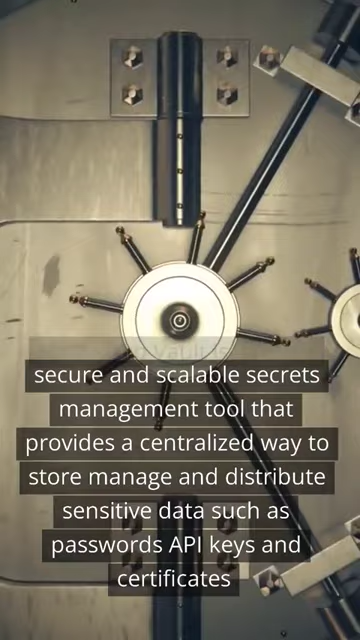 secure and scalable secrets
management tool that
provides a centralized way to
store manage and distribute
sensitive data such as
passwords API keys and
certificates